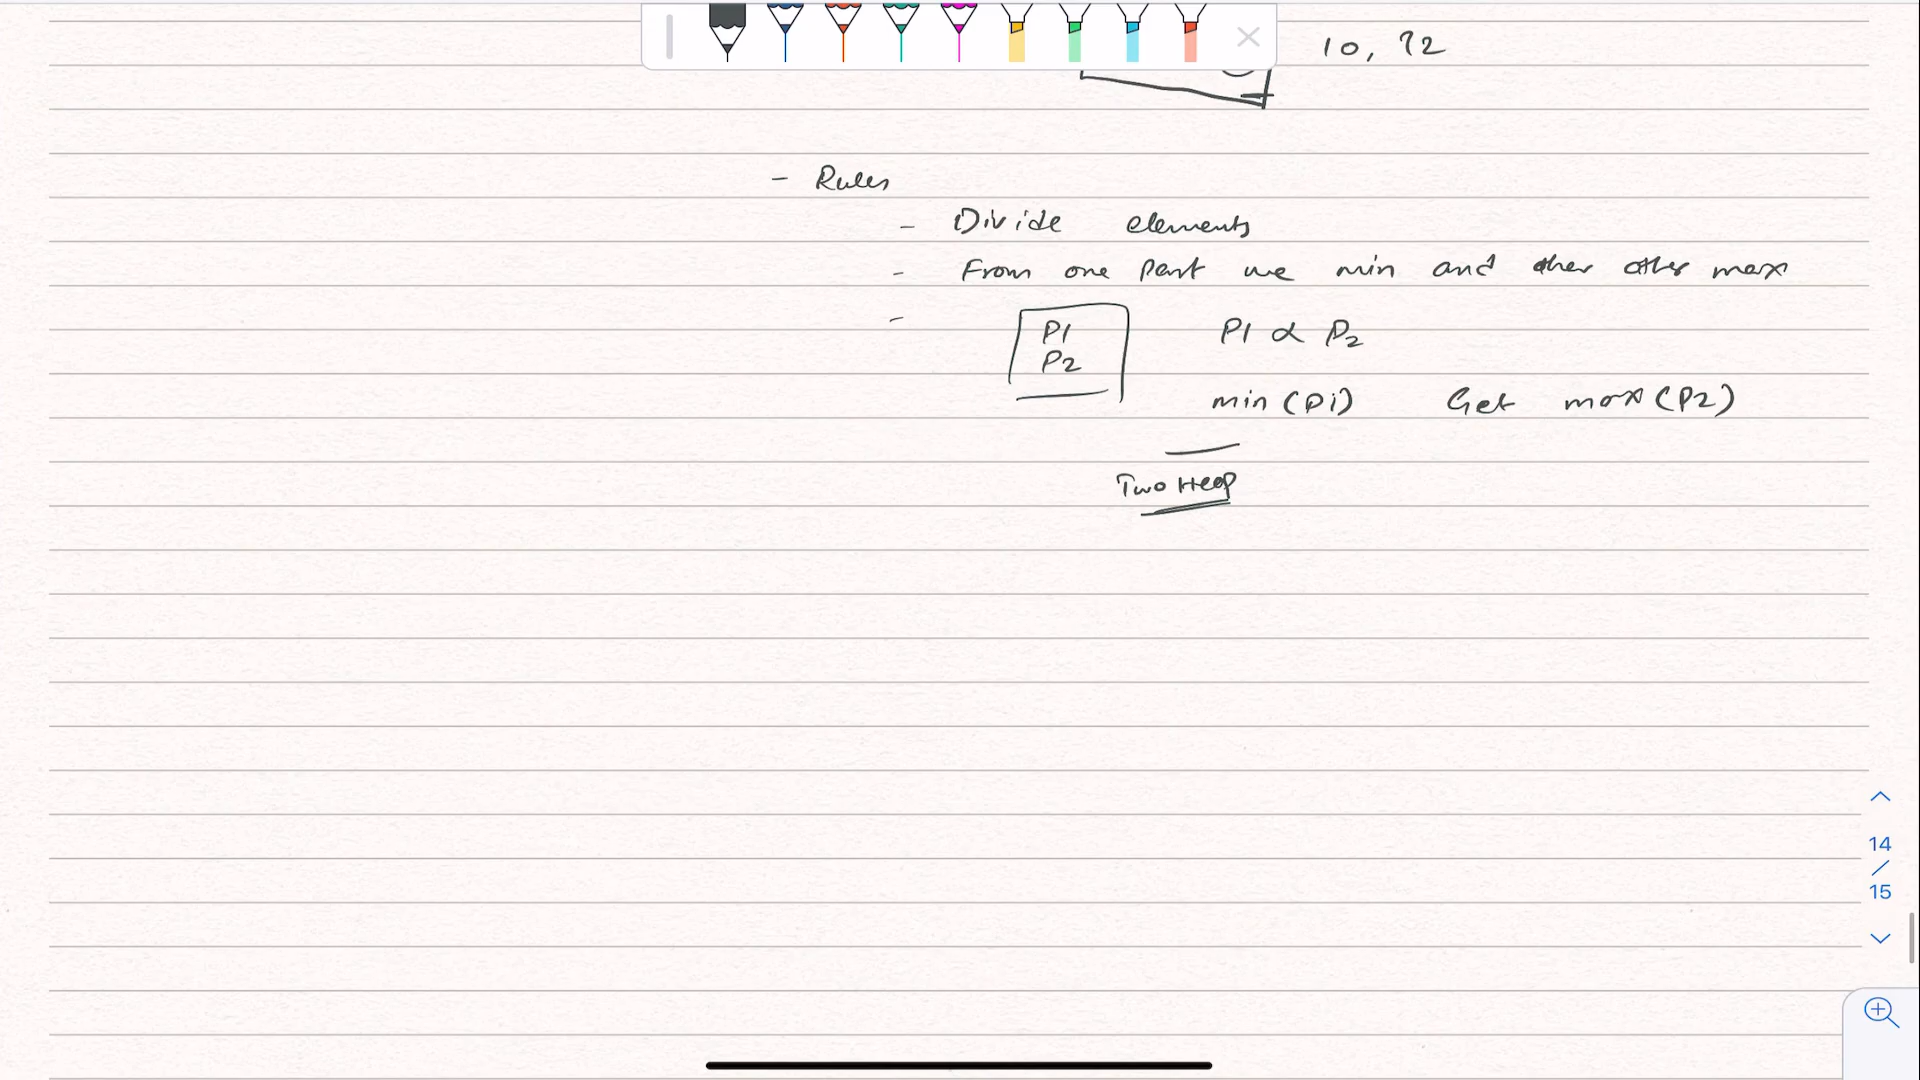 10, 72
- Rules
- Divide elements
- From one part we min and other other max
-
P1
P2
P1 ∝ P2
min (P1) Get max (P2)
Two Heap
14
/
15